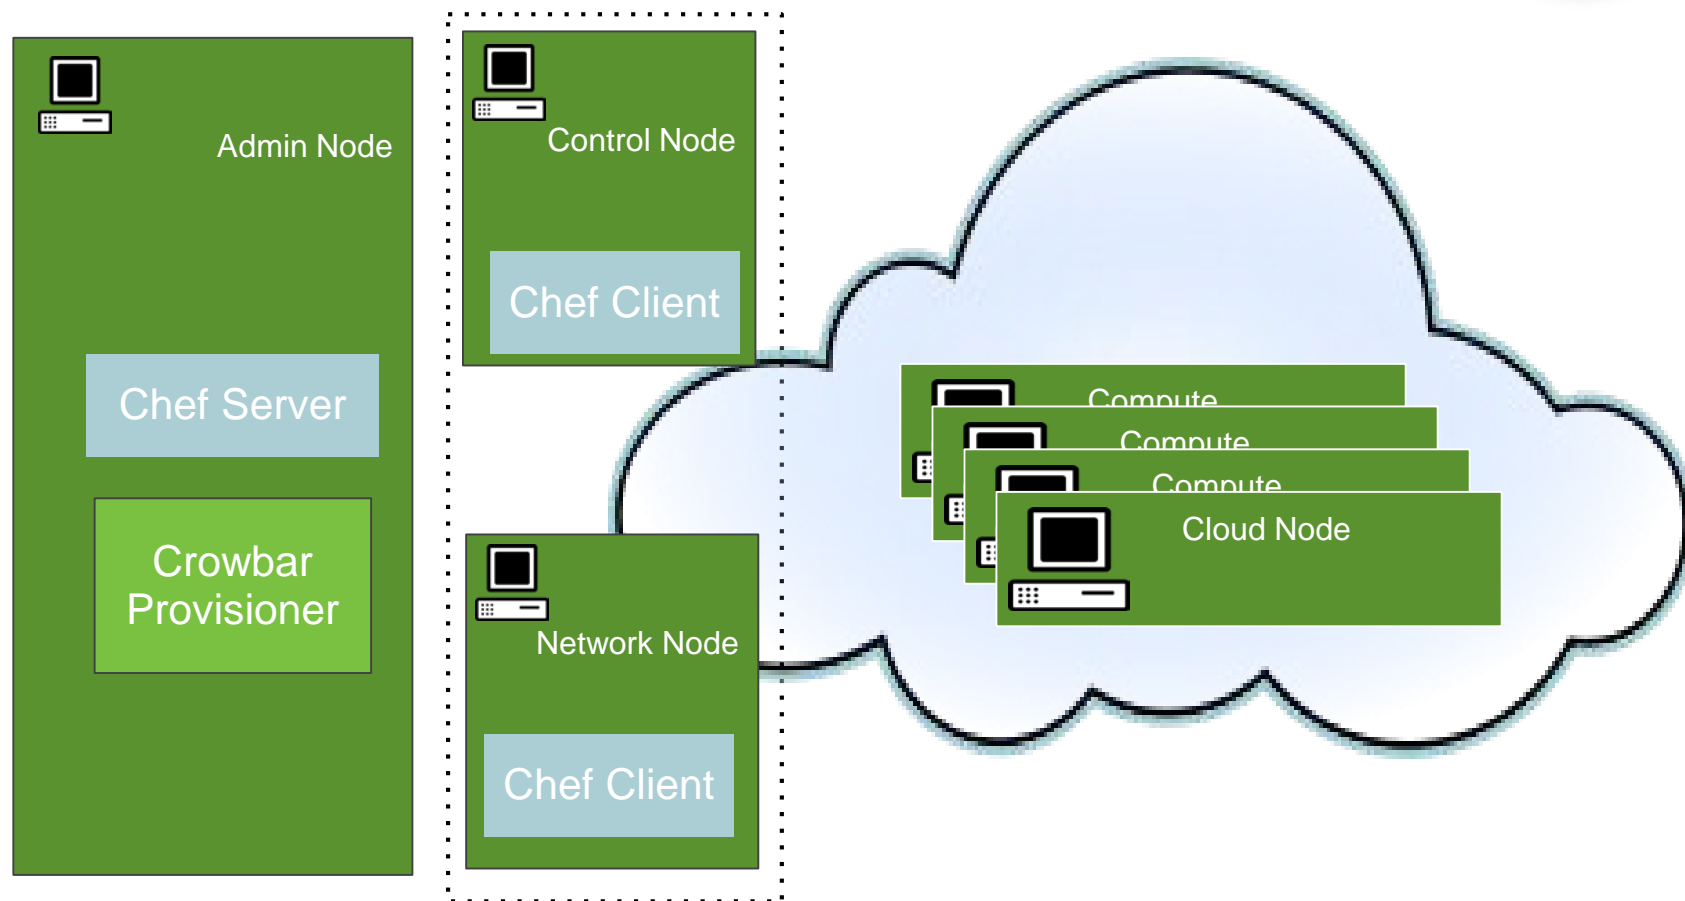 Admin Node
Chef Server
Crowbar
Provisioner
Control Node
Chef Client
Network Node
Chef Client
Compute
Compute
Compute
Cloud Node